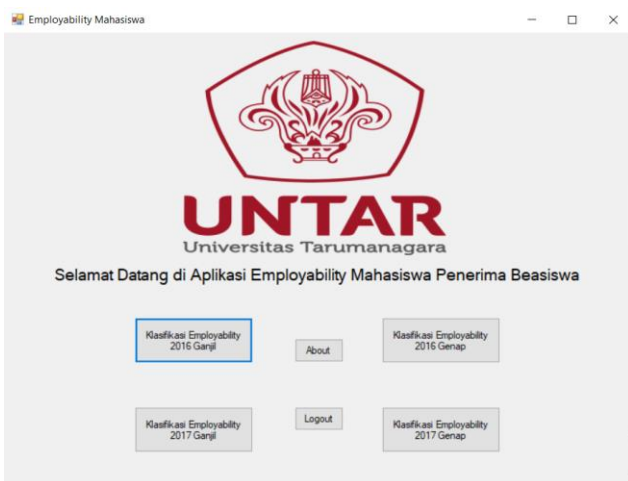 Employability Mahasiswa
UNTAR
Universitas Tarumanagara
Selamat Datang di Aplikasi Employability Mahasiswa Penerima Beasiswa
Klasifikasi Employability
2016 Ganjil
About
Klasifikasi Employability
2016 Genap
Klasifikasi Employability
2017 Ganjil
Logout
Klasifikasi Employability
2017 Genap